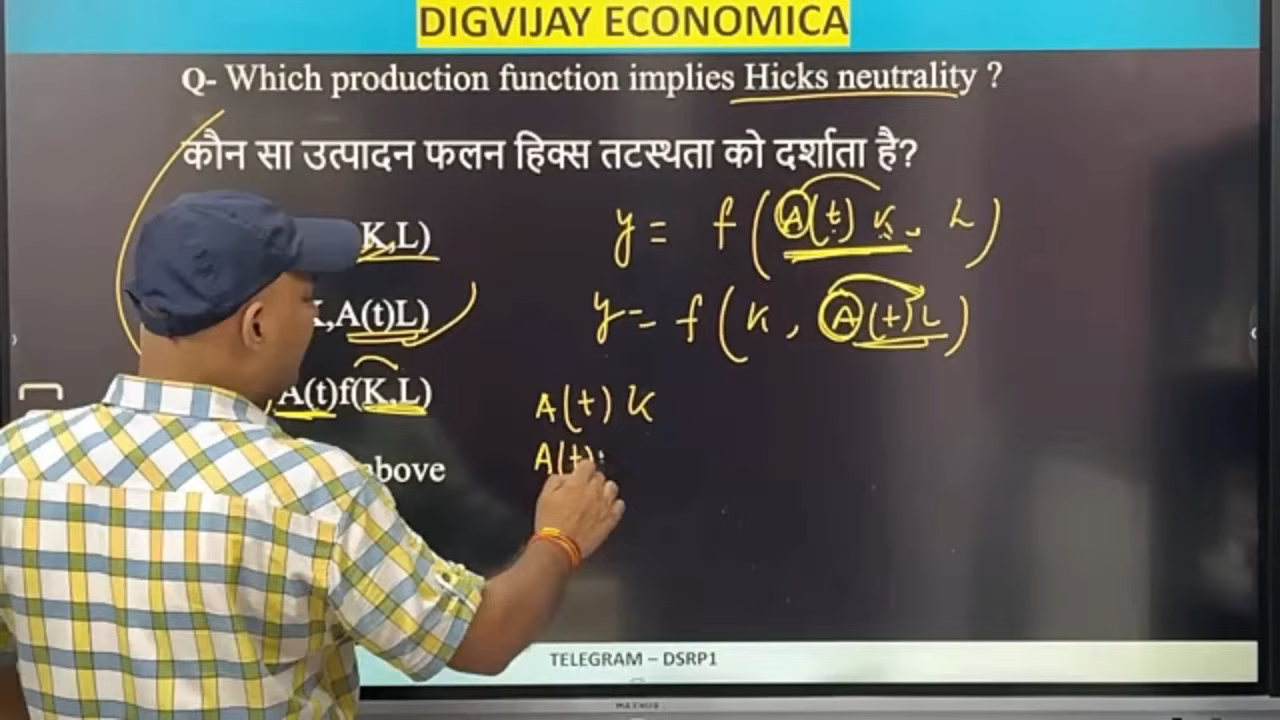 DIGVIJAY ECONOMICA
Q- Which production function implies Hicks neutrality ?
कौन सा उत्पादन फलन हिक्स तटस्थता को दर्शाता है?
K,L)
y = f(A(t) K, L)
K,A(t)L)
y = f(K, A(t)L)
A(t)f(K,L)
A(t) K
A(t)
above
TELEGRAM – DSRP1